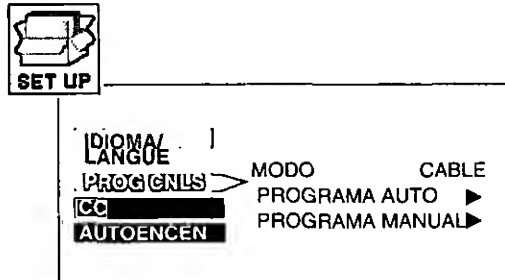 SET UP
IDIOMA/
LANGUE
PROG CNLS
CC
AUTOENCEN
MODO CABLE
PROGRAMA AUTO
PROGRAMA MANUAL